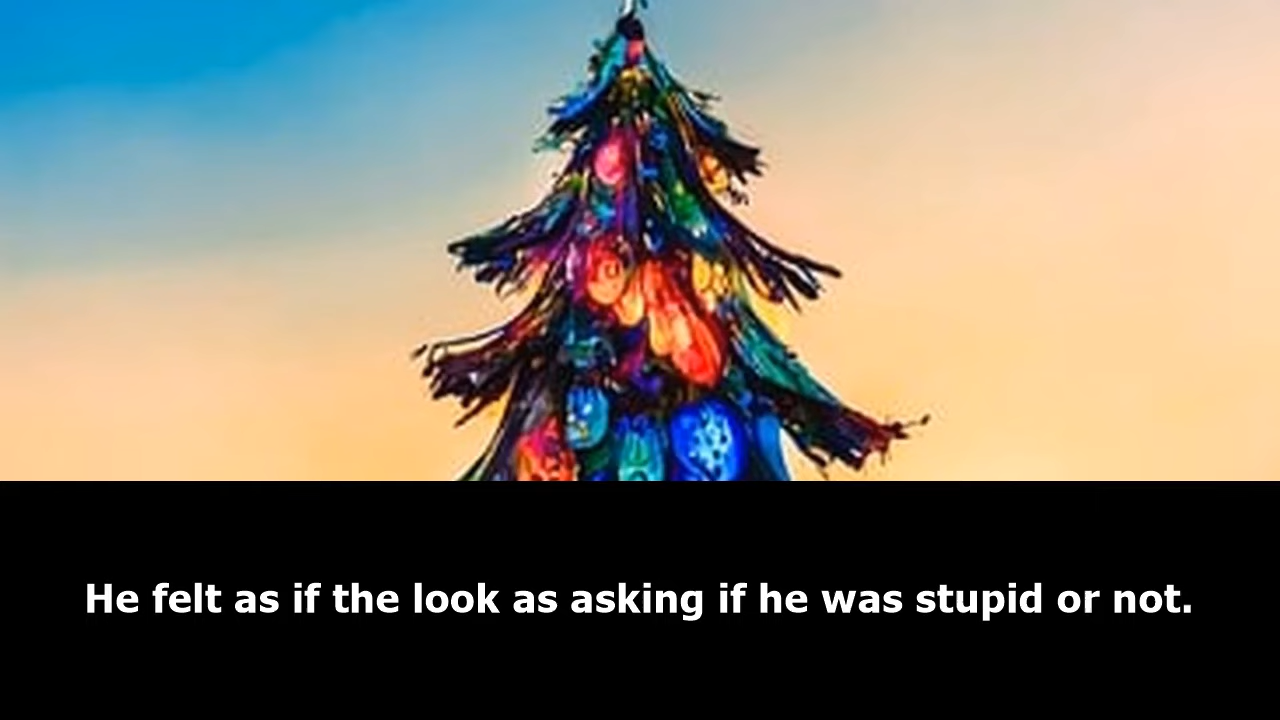 He felt as if the look as asking if he was stupid or not.